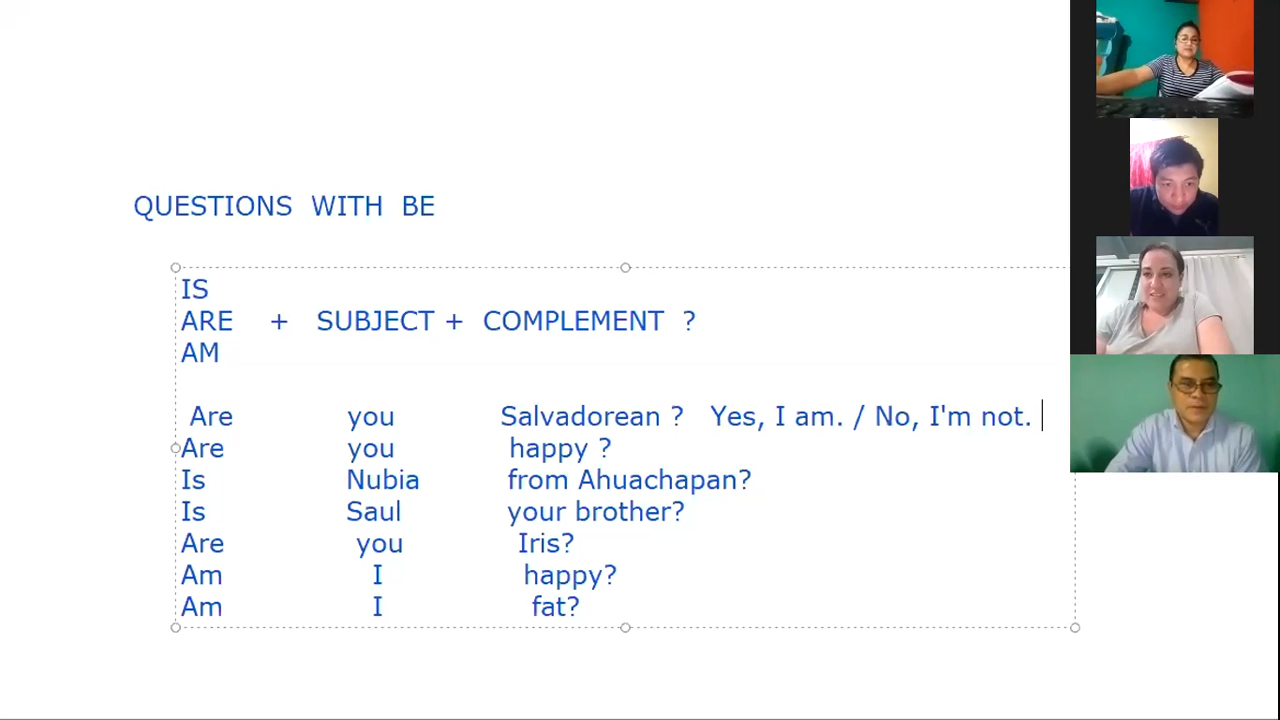 QUESTIONS WITH BE
IS
ARE + SUBJECT + COMPLEMENT ?
AM
Are you Salvadorean ? Yes, I am. / No, I'm not.
Are you happy ?
Is Nubia from Ahuachapan?
Is Saul your brother?
Are you Iris?
Am I happy?
Am I fat?